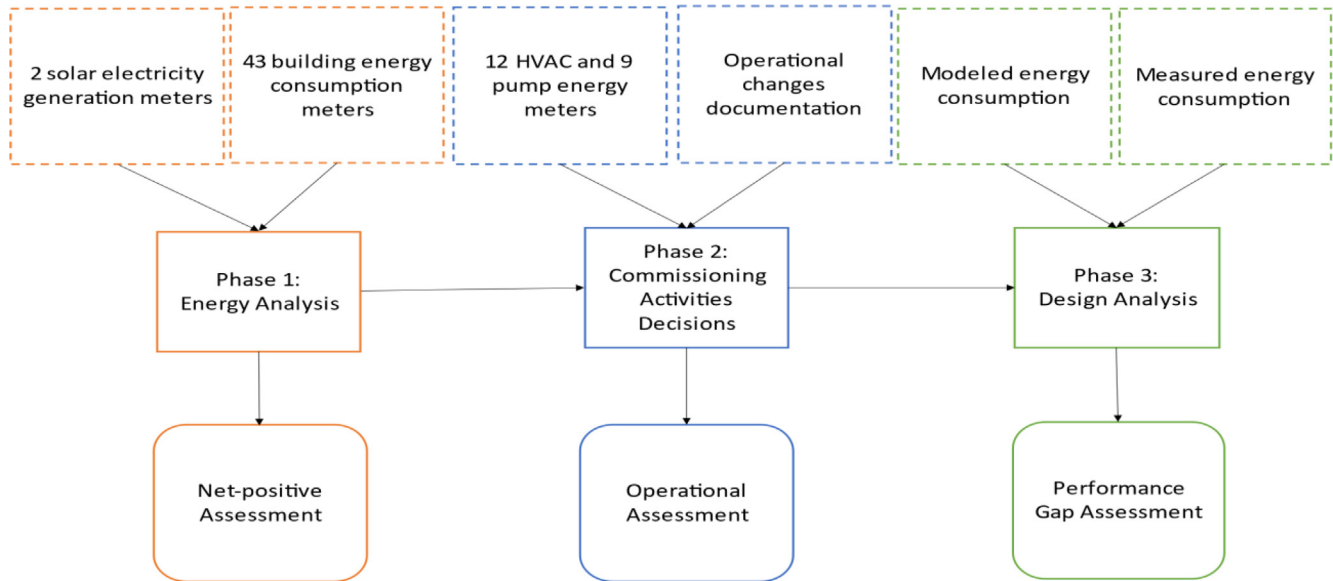 2 solar electricity
generation meters
43 building energy
consumption
meters
12 HVAC and 9
pump energy
meters
Operational
changes
documentation
Modeled energy
consumption
Measured energy
consumption
Phase 1:
Energy Analysis
Phase 2:
Commissioning
Activities
Decisions
Phase 3:
Design Analysis
Net-positive
Assessment
Operational
Assessment
Performance
Gap Assessment